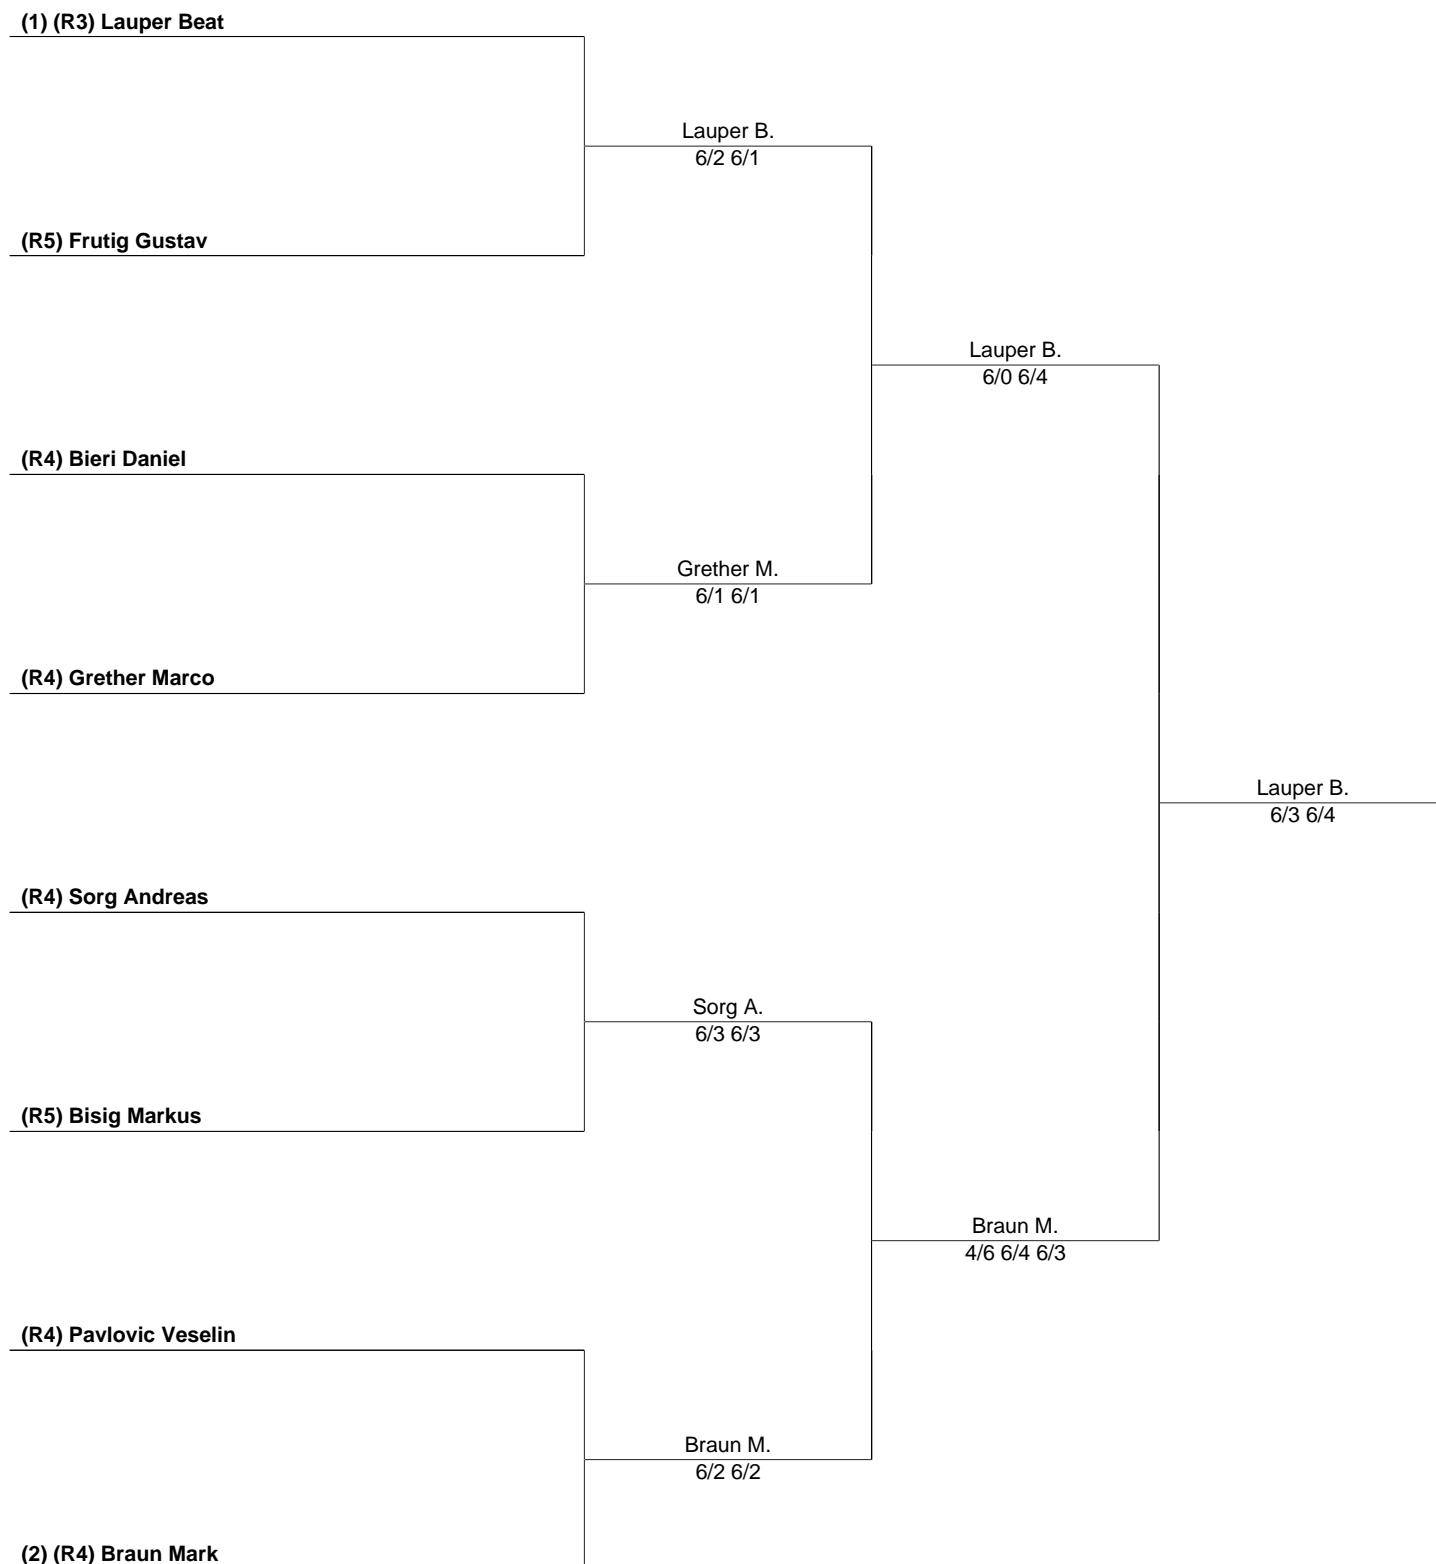 (1) (R3) Lauper Beat
Lauper B.
6/2 6/1
(R5) Frutig Gustav
Lauper B.
6/0 6/4
(R4) Bieri Daniel
Grether M.
6/1 6/1
(R4) Grether Marco
Lauper B.
6/3 6/4
(R4) Sorg Andreas
Sorg A.
6/3 6/3
(R5) Bisig Markus
Braun M.
4/6 6/4 6/3
(R4) Pavlovic Veselin
Braun M.
6/2 6/2
(2) (R4) Braun Mark